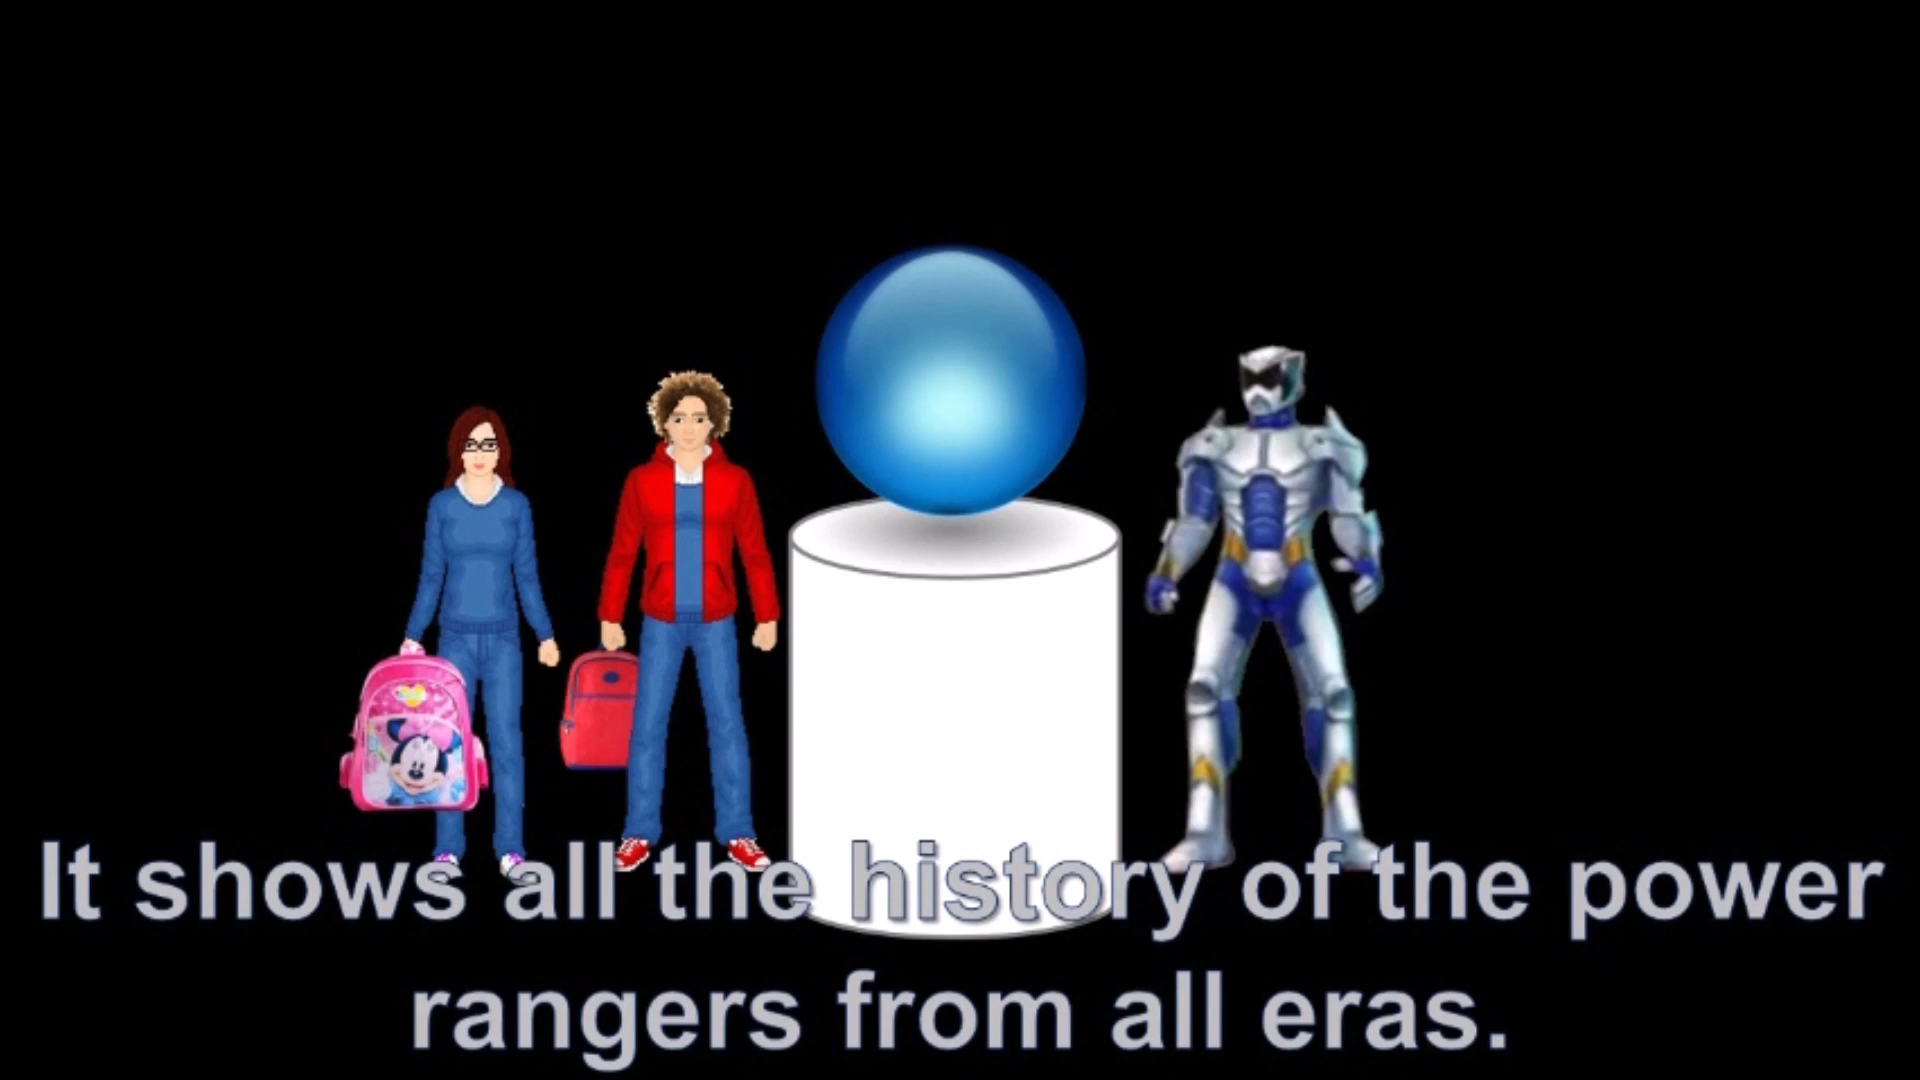 It shows all the history of the power
rangers from all eras.